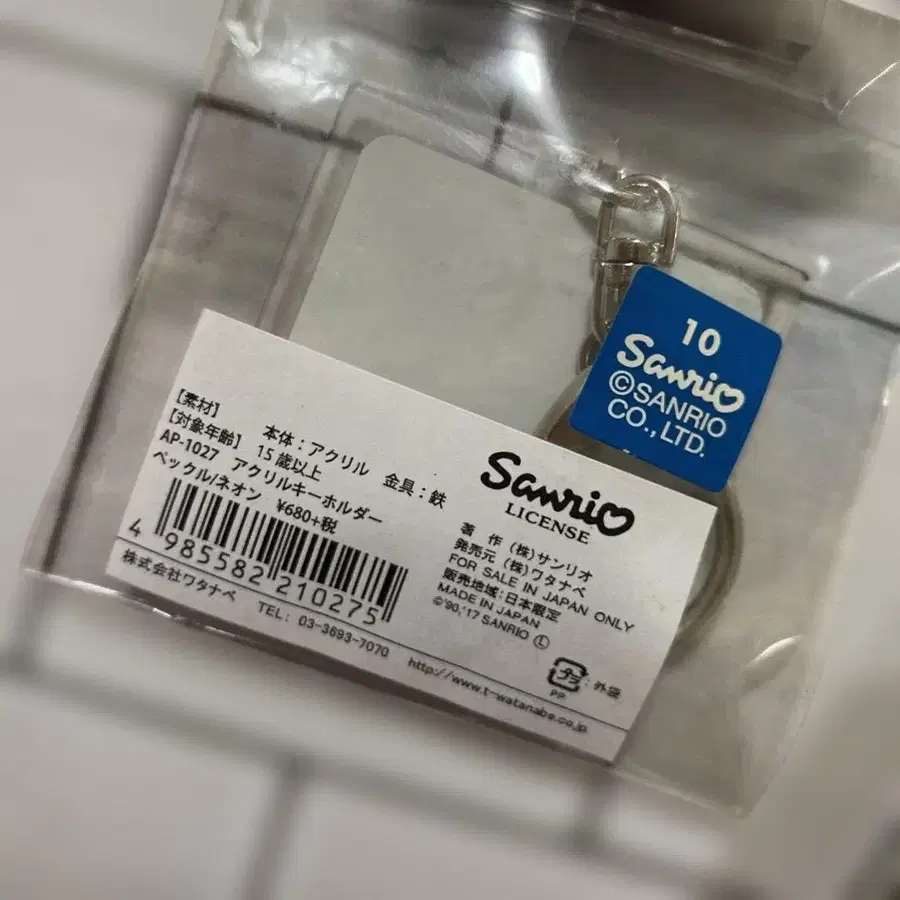 10
Sanrio
©SANRIO
CO., LTD.
【素材】 本体：アクリル 金具：鉄
【対象年齢】 15歳以上
AP-1027 アクリルキーホルダー
ペックル/ネオン ¥680+税
4 985582 210275
株式会社ワタナベ TEL: 03-3693-7070 http://www.t-watanabe.co.jp
Sanrio
LICENSE
著 作 (株)サンリオ
発売元 (株)ワタナベ
FOR SALE IN JAPAN ONLY
販売地域:日本限定
MADE IN JAPAN
©'90,'17 SANRIO Ⓛ
プラ : 外袋
PP